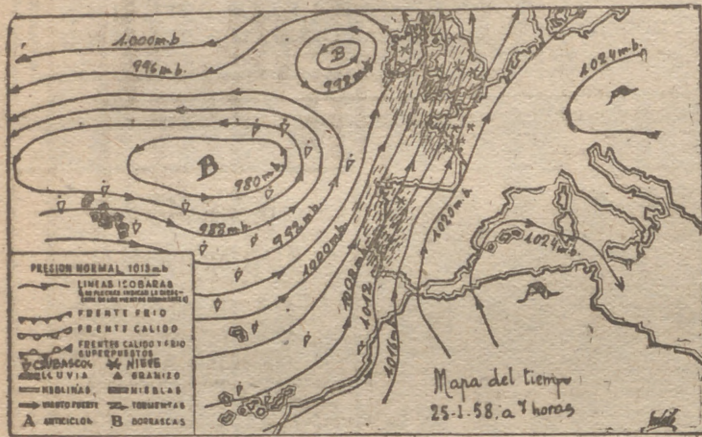 1.000 mb
996 mb.
B
992 mb.
1024 mb.
A
B
980 mb.
988 mb.
992 mb.
1000 mb.
1008 m
1012
1020 mb.
1024 mb.
A
PRESION NORMAL 1013 mb
LINEAS ISOBARAS
FRENTE FRIO
FRENTE CALIDO
FRENTES CALIDO Y FRIO
SUPERPUESTOS
CHUBASCOS NIEVE
LLUVIA GRANIZO
NEBLINAS NIEBLAS
VIENTO FUERTE TORMENTAS
A ANTICICLON B BORRASCAS
Mapa del tiempo
25-1-58. a 7 horas